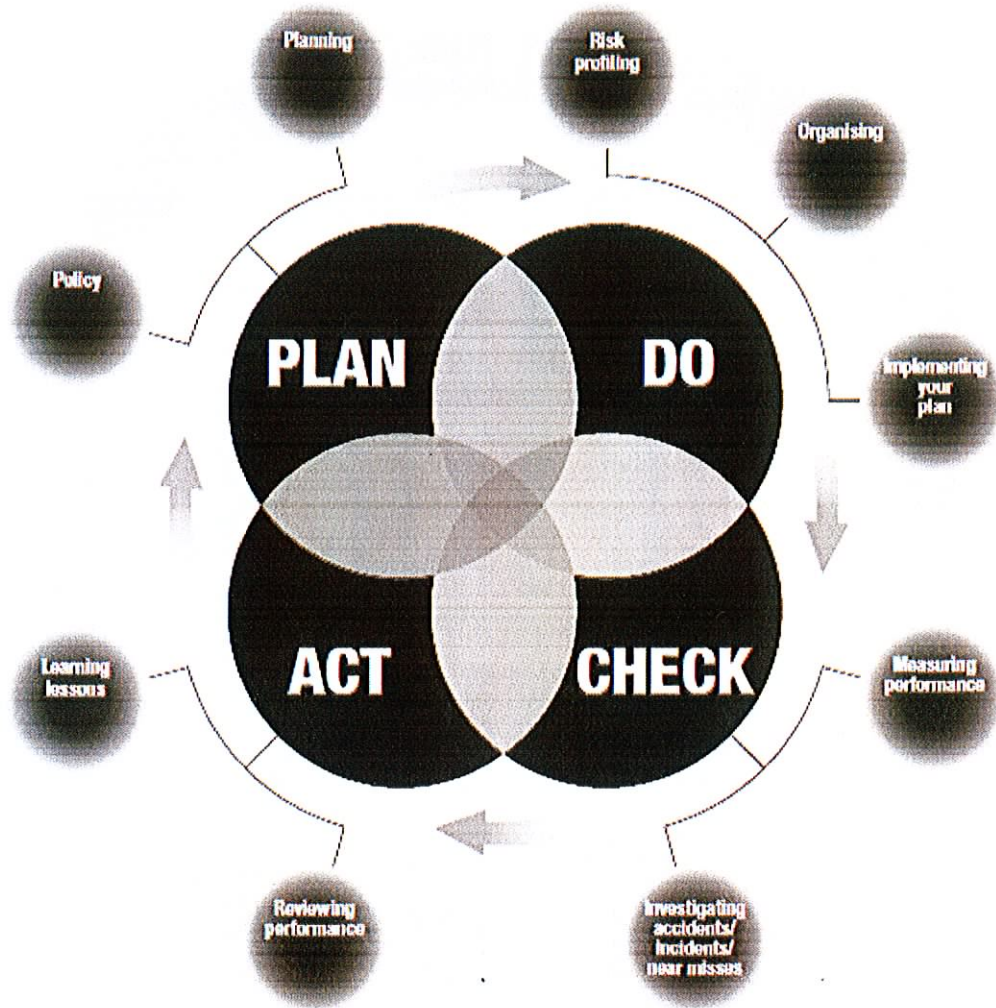 Planning
Risk
profiling
Organising
Policy
PLAN
DO
Implementing
your
plan
ACT
CHECK
Learning
lessons
Measuring
performance
Reviewing
performance
Investigating
accidents/
incidents/
near misses